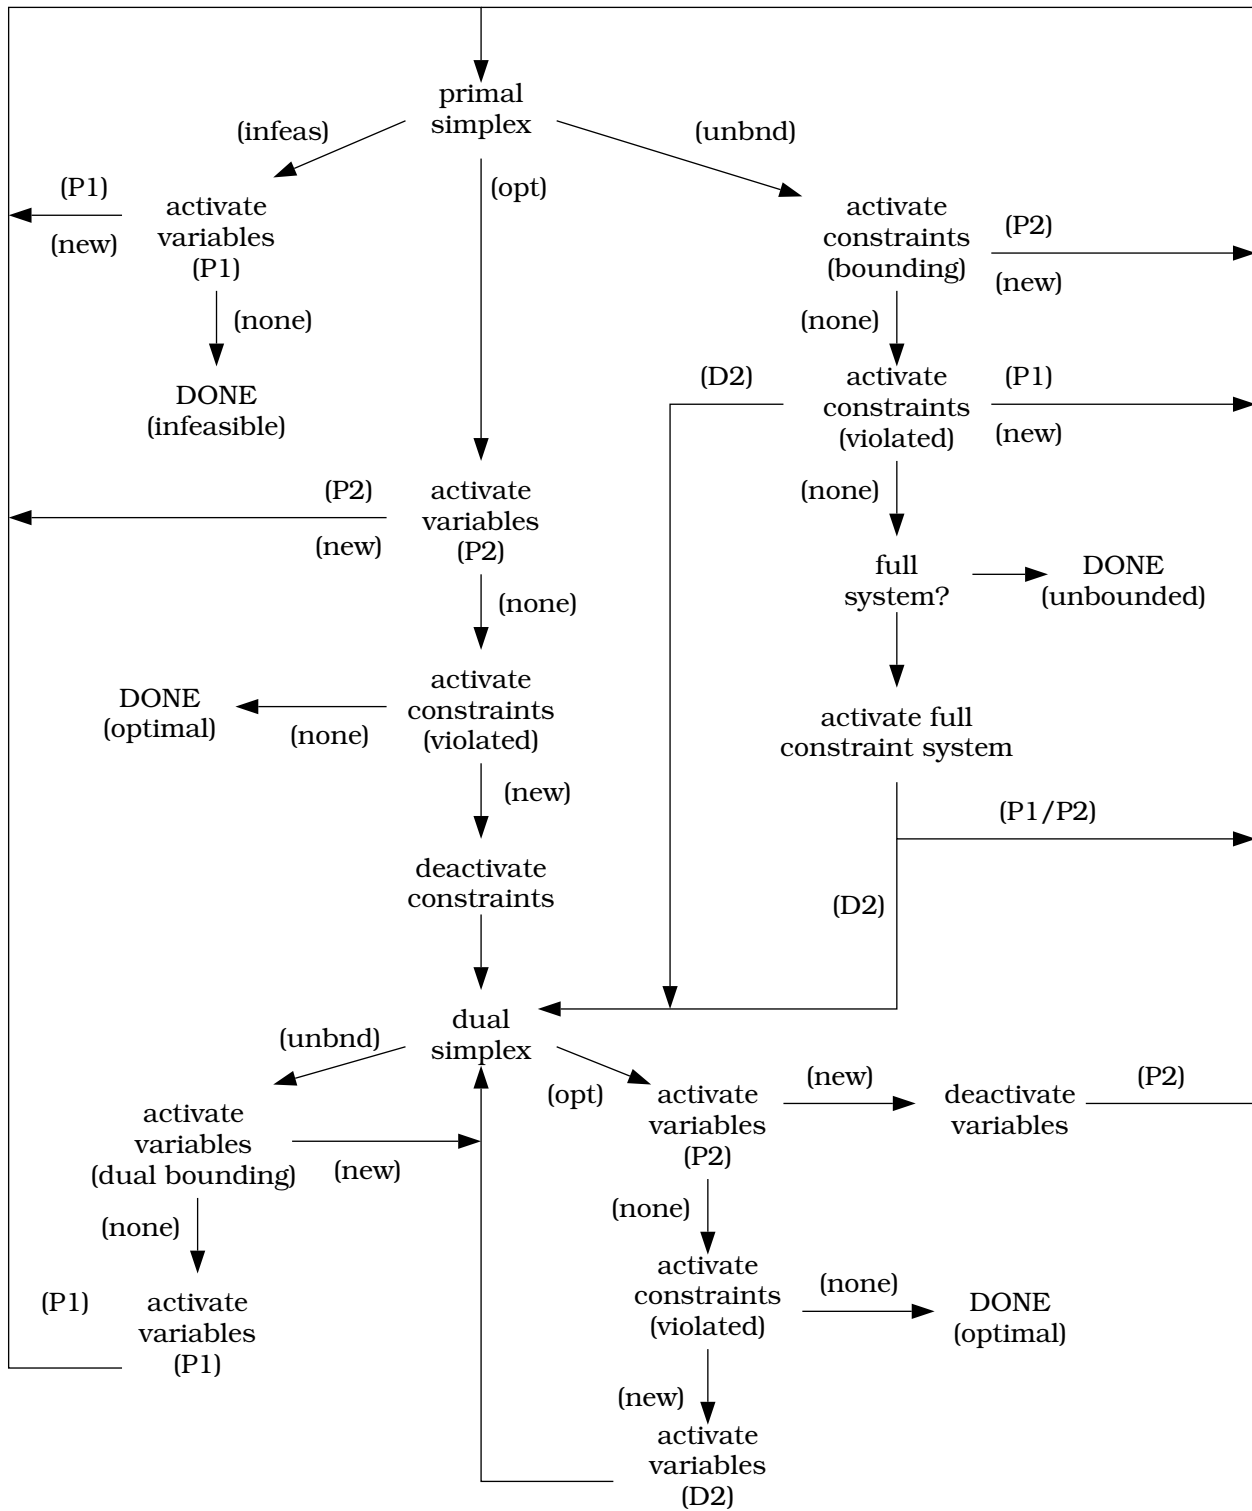 primal
simplex
(infeas)
(unbnd)
(opt)
(P1)
(new)
activate
variables
(P1)
(none)
DONE
(infeasible)
activate
constraints
(bounding)
(P2)
(new)
(none)
(D2)
activate
constraints
(violated)
(P1)
(new)
(none)
full
system?
DONE
(unbounded)
activate full
constraint system
(P1/P2)
(D2)
(P2)
(new)
activate
variables
(P2)
(none)
activate
constraints
(violated)
(none)
DONE
(optimal)
(new)
deactivate
constraints
dual
simplex
(unbnd)
(opt)
activate
variables
(dual bounding)
(new)
(none)
(P1)
activate
variables
(P1)
activate
variables
(P2)
(new)
deactivate
variables
(P2)
(none)
activate
constraints
(violated)
(none)
DONE
(optimal)
(new)
activate
variables
(D2)